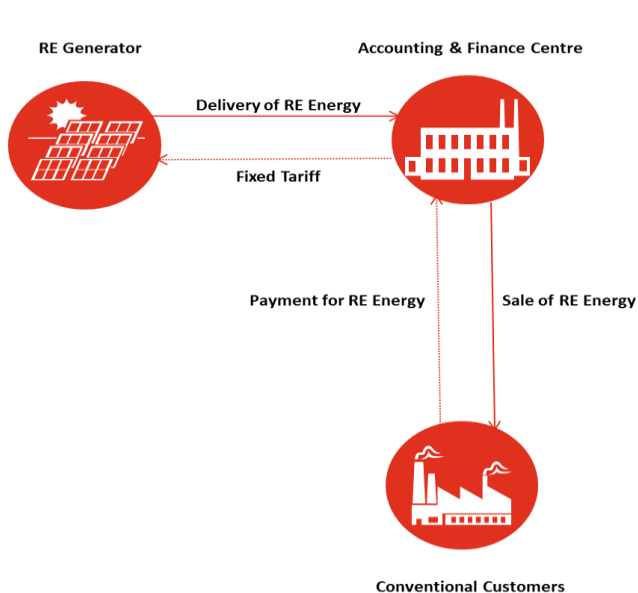 RE Generator
Accounting & Finance Centre
Delivery of RE Energy
Fixed Tariff
Payment for RE Energy
Sale of RE Energy
Conventional Customers